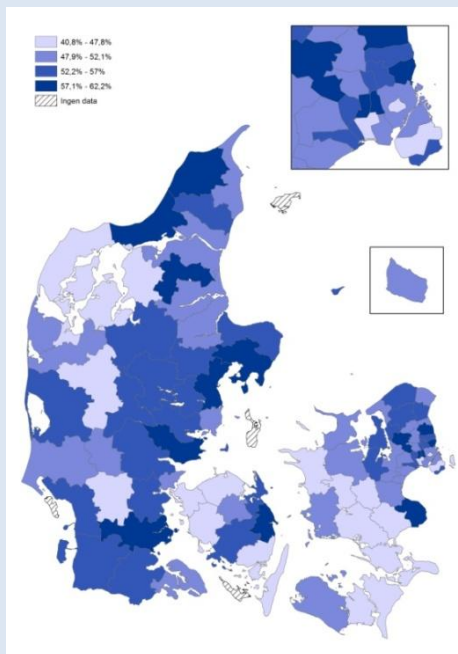 40,8% - 47,8%
47,9% - 52,1%
52,2% - 57%
57,1% - 62,2%
Ingen data